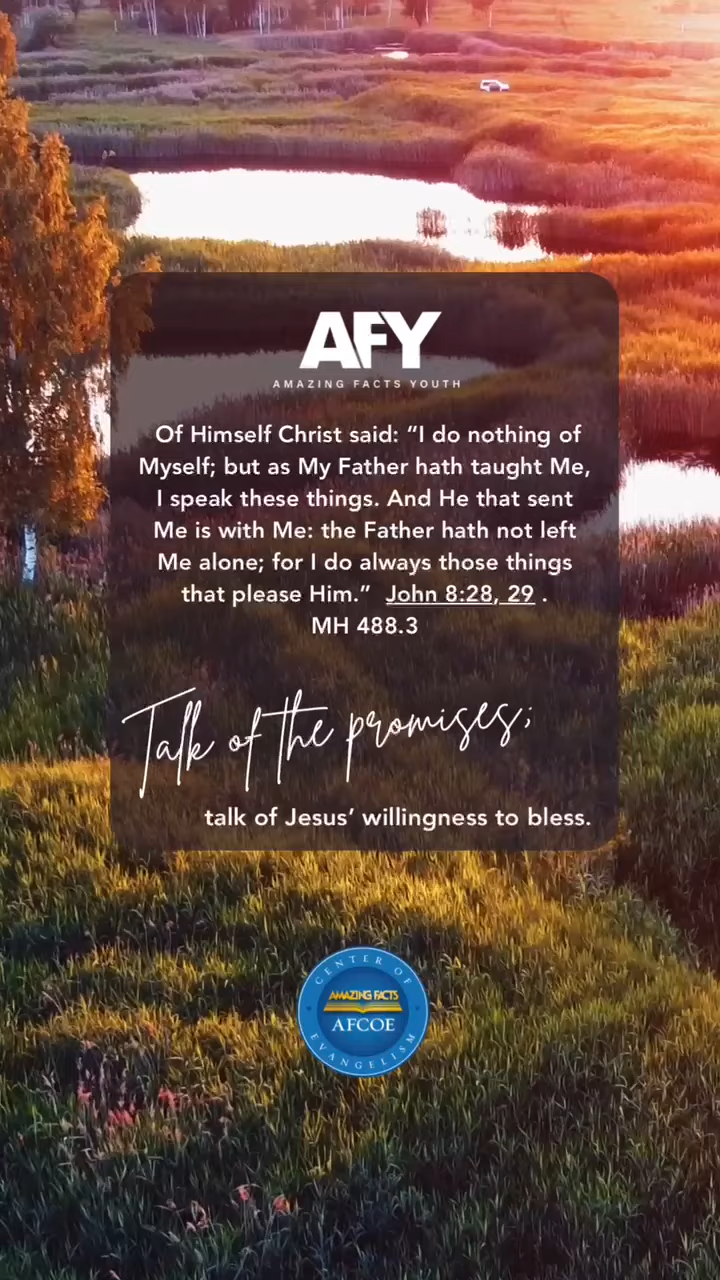 AFY
AMAZING FACTS YOUTH
Of Himself Christ said: “I do nothing of
Myself; but as My Father hath taught Me,
I speak these things. And He that sent
Me is with Me: the Father hath not left
Me alone; for I do always those things
that please Him.” John 8:28, 29 .
MH 488.3
Talk of the promises;
talk of Jesus’ willingness to bless.
CENTER OF
AMAZING FACTS
AFCOE
EVANGELISM